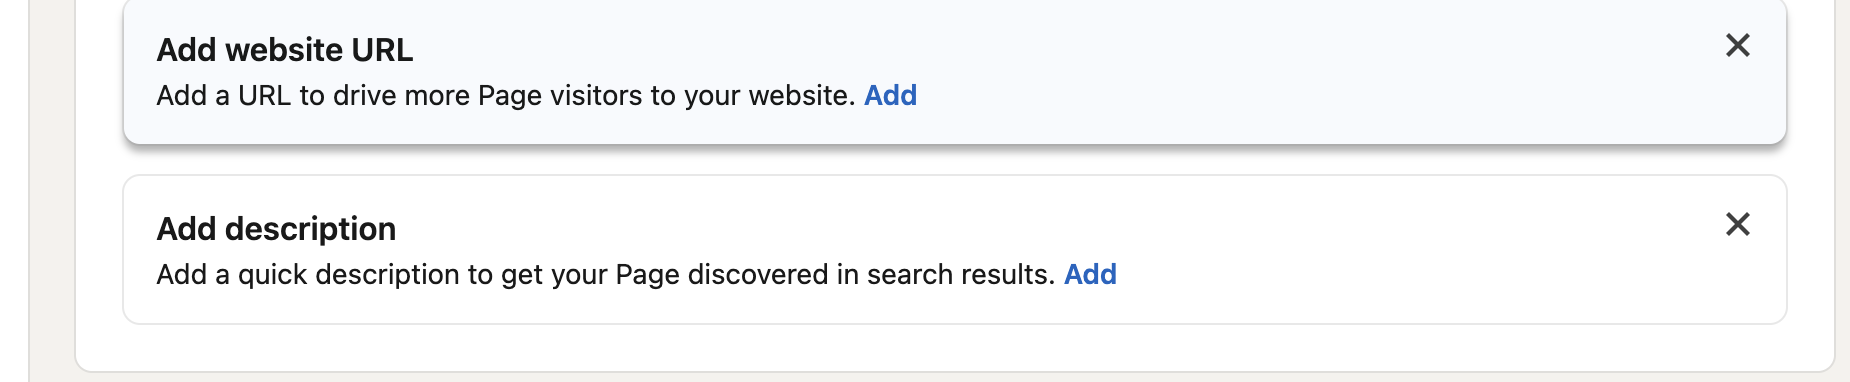 Add website URL
Add a URL to drive more Page visitors to your website. Add
Add description
Add a quick description to get your Page discovered in search results. Add